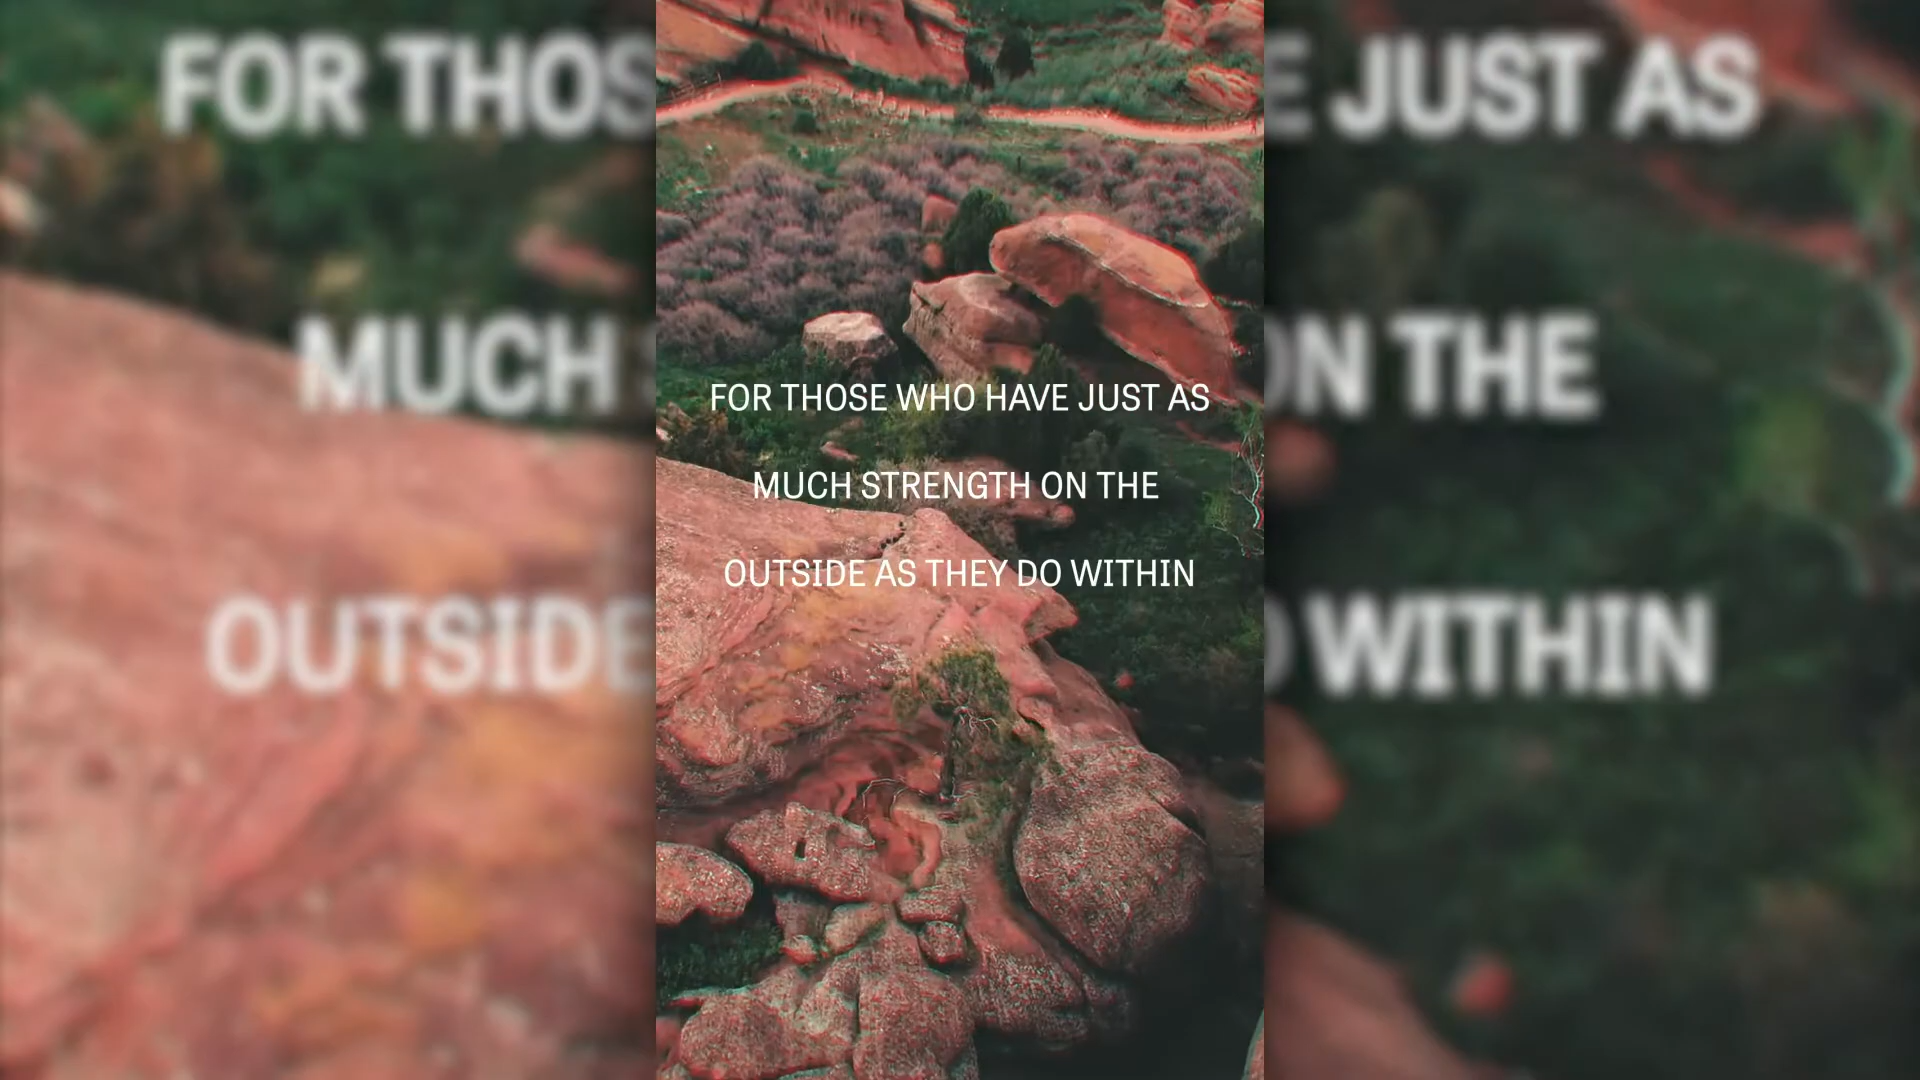 FOR THOSE WHO HAVE JUST AS
MUCH STRENGTH ON THE
OUTSIDE AS THEY DO WITHIN